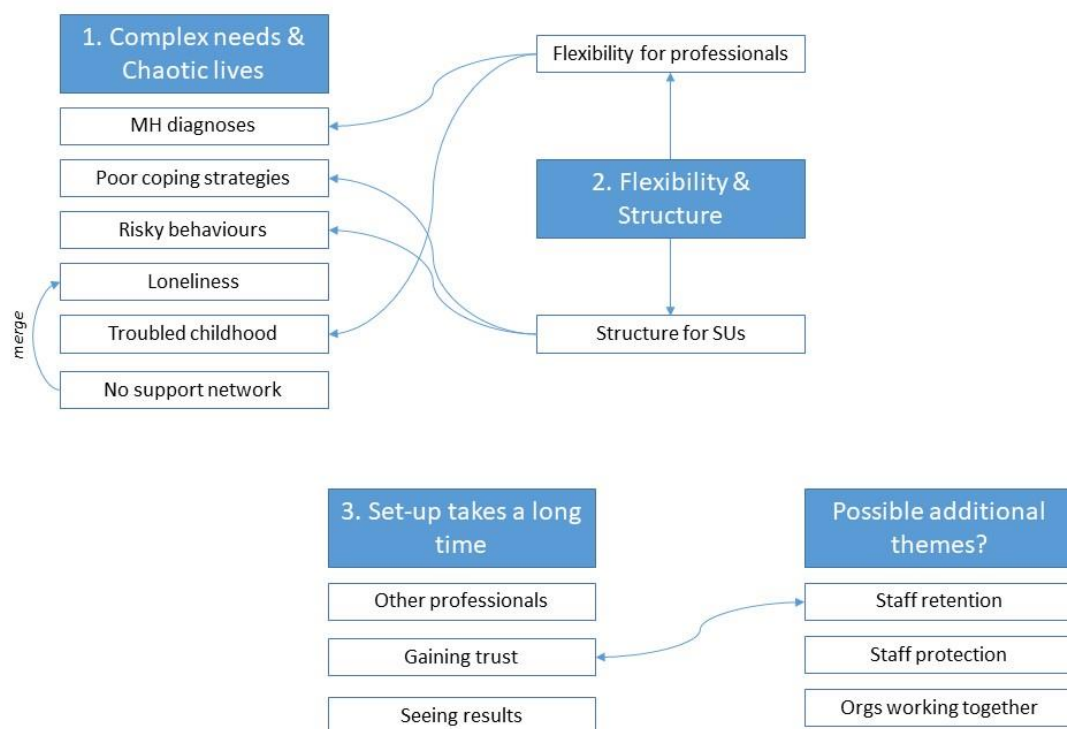 1. Complex needs &
Chaotic lives
MH diagnoses
Poor coping strategies
Risky behaviours
Loneliness
Troubled childhood
No support network
merge
Flexibility for professionals
2. Flexibility &
Structure
Structure for SUs
3. Set-up takes a long
time
Other professionals
Gaining trust
Seeing results
Possible additional
themes?
Staff retention
Staff protection
Orgs working together